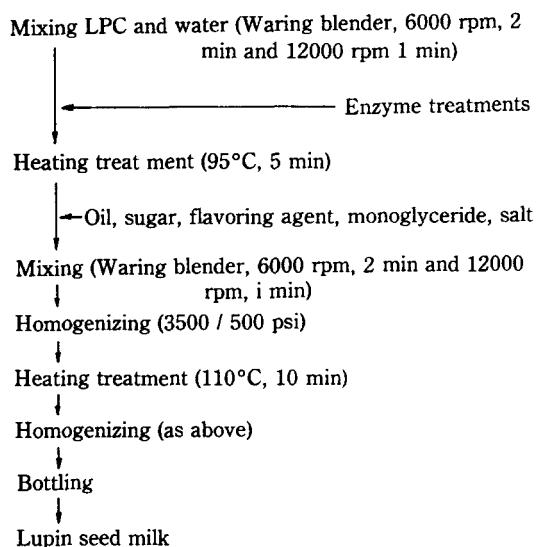 Mixing LPC and water (Waring blender, 6000 rpm, 2
min and 12000 rpm 1 min)
Enzyme treatments
Heating treat ment (95°C, 5 min)
Oil, sugar, flavoring agent, monoglyceride, salt
Mixing (Waring blender, 6000 rpm, 2 min and 12000
rpm, i min)
Homogenizing (3500 / 500 psi)
Heating treatment (110°C, 10 min)
Homogenizing (as above)
Bottling
Lupin seed milk